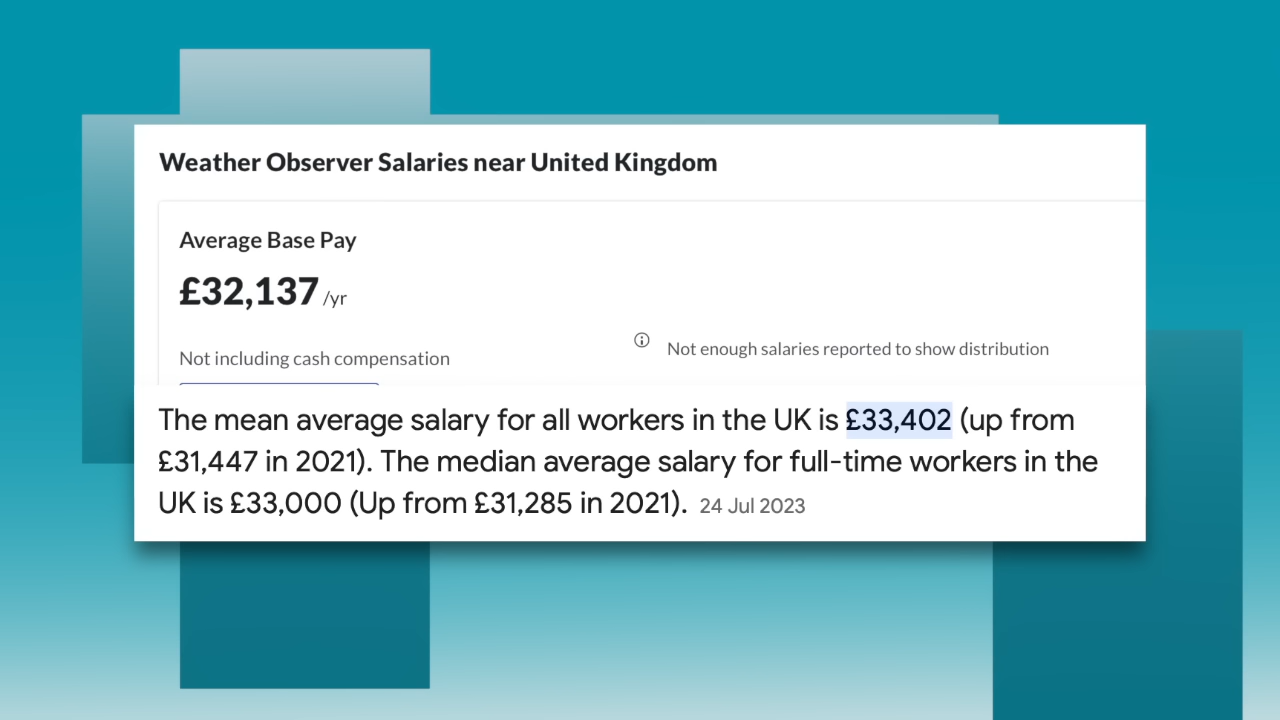 Weather Observer Salaries near United Kingdom
Average Base Pay
£32,137 /yr
Not including cash compensation
Not enough salaries reported to show distribution
The mean average salary for all workers in the UK is £33,402 (up from
£31,447 in 2021). The median average salary for full-time workers in the
UK is £33,000 (Up from £31,285 in 2021). 24 Jul 2023